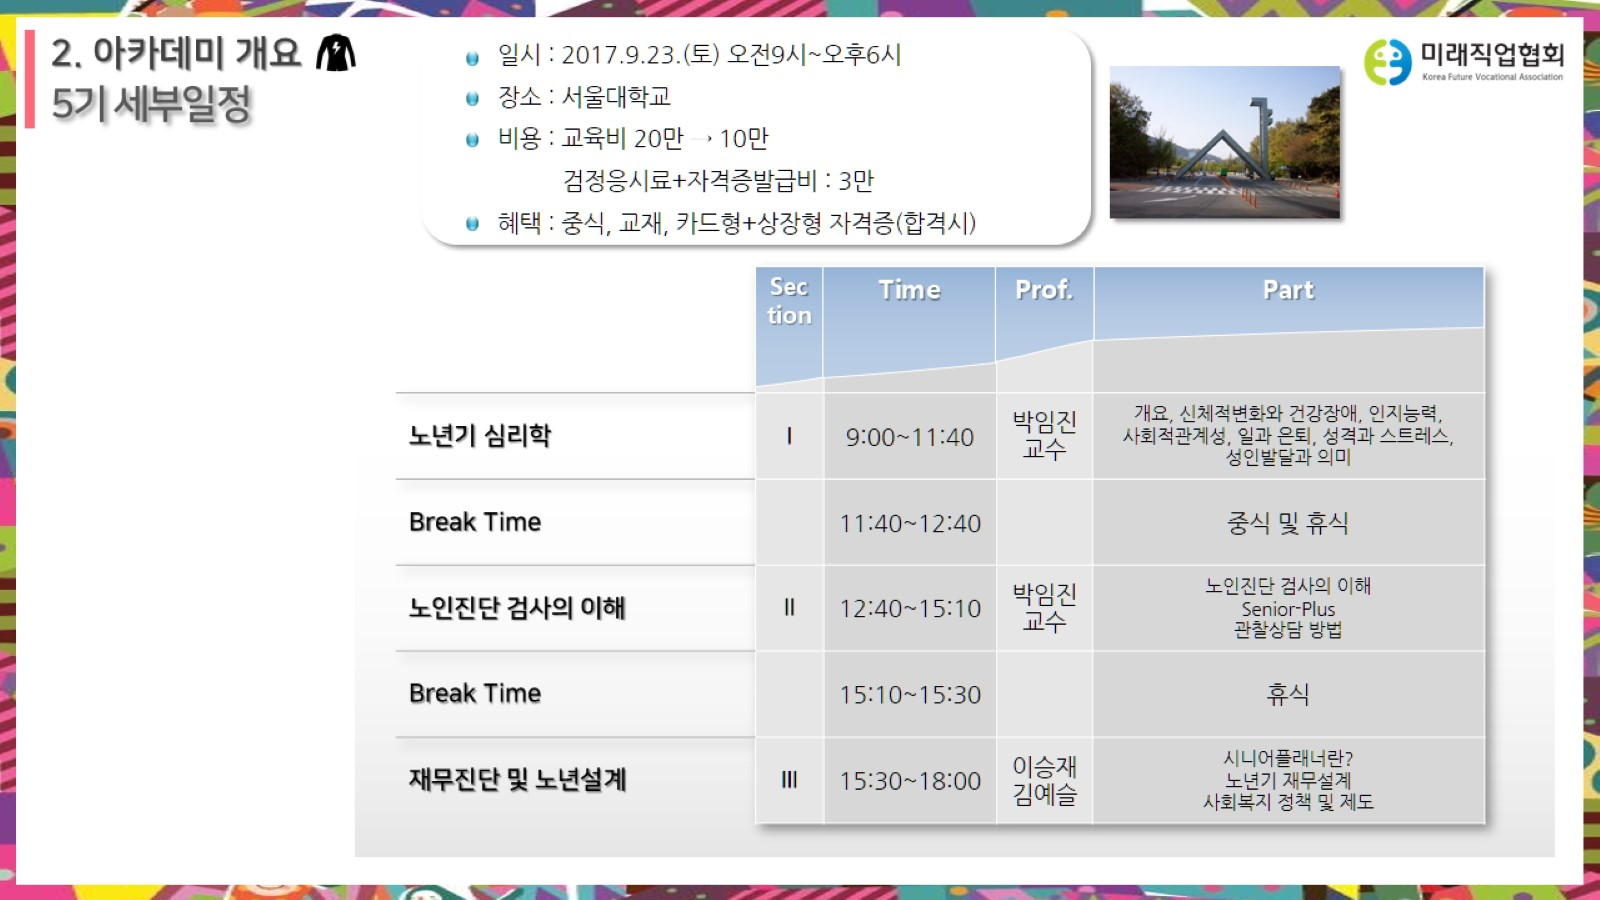 2. 아카데미 개요
5기 세부일정
일시 : 2017.9.23.(토) 오전9시~오후6시
장소 : 서울대학교
비용 : 교육비 20만 → 10만
검정응시료+자격증발급비 : 3만
혜택 : 중식, 교재, 카드형+상장형 자격증(합격시)
미래직업협회
Korea Future Vocational Association
Sec
tion
Time
Prof.
Part
노년기 심리학
I
9:00~11:40
박임진
교수
개요, 신체적변화와 건강장애, 인지능력,
사회적관계성, 일과 은퇴, 성격과 스트레스,
성인발달과 의미
Break Time
11:40~12:40
중식 및 휴식
노인진단 검사의 이해
II
12:40~15:10
박임진
교수
노인진단 검사의 이해
Senior-Plus
관찰상담 방법
Break Time
15:10~15:30
휴식
재무진단 및 노년설계
III
15:30~18:00
이승재
김예슬
시니어플래너란?
노년기 재무설계
사회복지 정책 및 제도